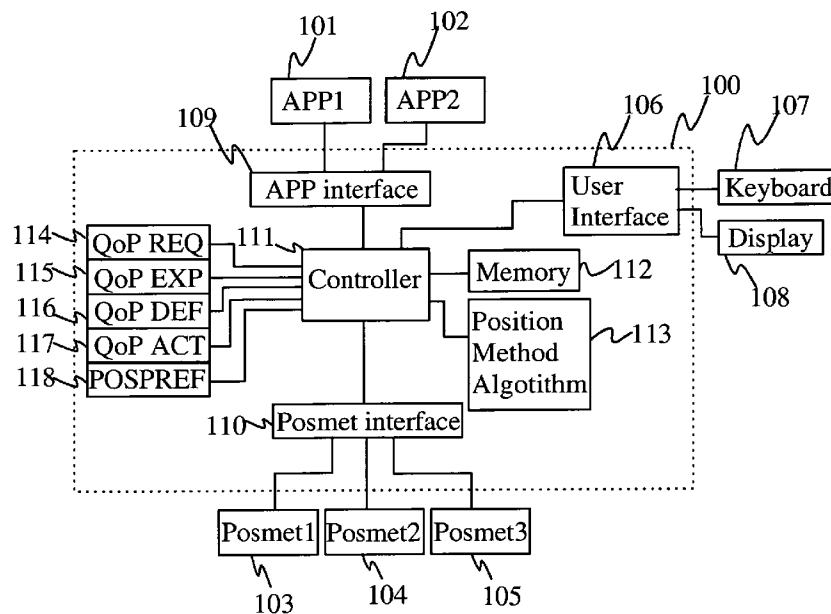 101
102
APP1
APP2
109
106
100
107
APP interface
User
Interface
Keyboard
114
QoP REQ
111
Display
115
QoP EXP
Controller
Memory
112
108
116
QoP DEF
117
QoP ACT
Position
Method
Algotithm
113
118
POSPREF
110
Posmet interface
Posmet1
Posmet2
Posmet3
103
104
105